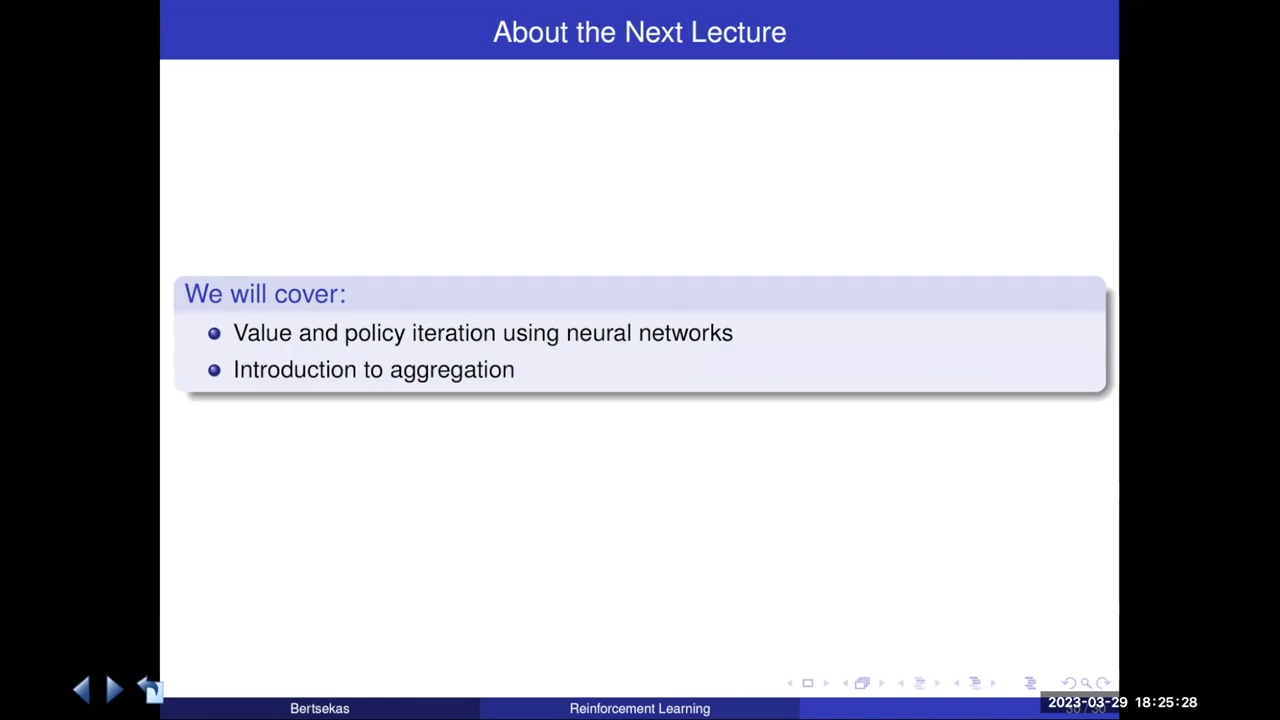 About the Next Lecture
We will cover:
Value and policy iteration using neural networks
Introduction to aggregation
Bertsekas
Reinforcement Learning
2023-03-29 18:25:28